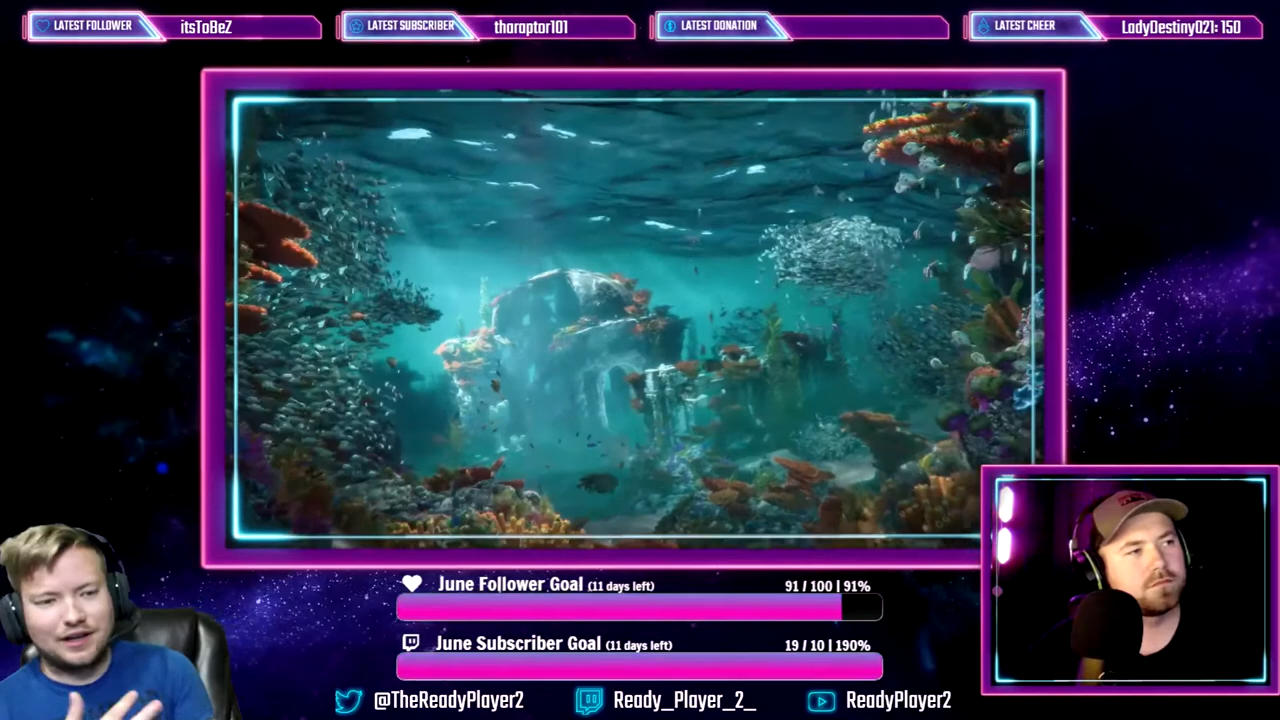 LATEST FOLLOWER itsToBeZ
LATEST SUBSCRIBER tharaptor101
LATEST DONATION
LATEST CHEER LadyDestiny021: 150
June Follower Goal (11 days left) 91 / 100 | 91%
June Subscriber Goal (11 days left) 19 / 10 | 190%
@TheReadyPlayer2 Ready_Player_2_ ReadyPlayer2